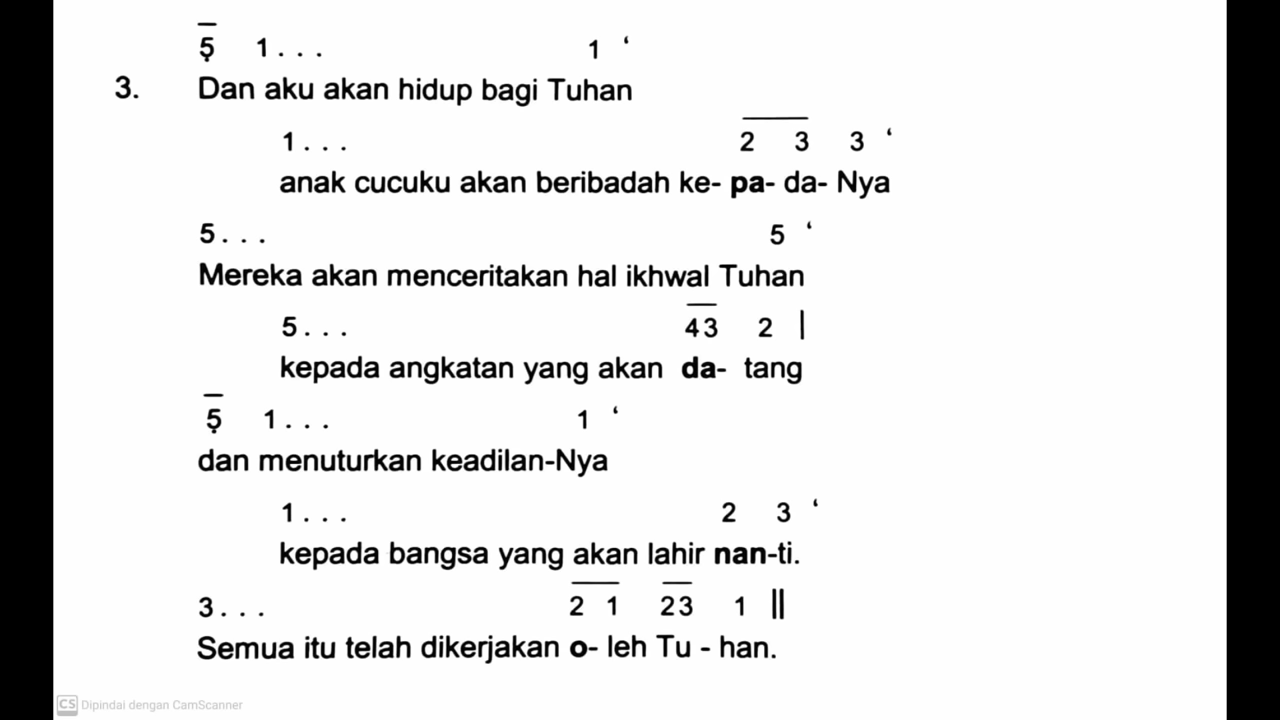 5̣ 1 . . . 1 ‘
3. Dan aku akan hidup bagi Tuhan
1 . . . 2 3 3 ‘
anak cucuku akan beribadah ke- pa- da- Nya
5 . . . 5 ‘
Mereka akan menceritakan hal ikhwal Tuhan
5 . . . 43 2 |
kepada angkatan yang akan da- tang
5̣ 1 . . . 1 ‘
dan menuturkan keadilan-Nya
1 . . . 2 3 ‘
kepada bangsa yang akan lahir nan-ti.
3 . . . 2 1 23 1 ||
Semua itu telah dikerjakan o- leh Tu - han.
CS Dipindai dengan CamScanner